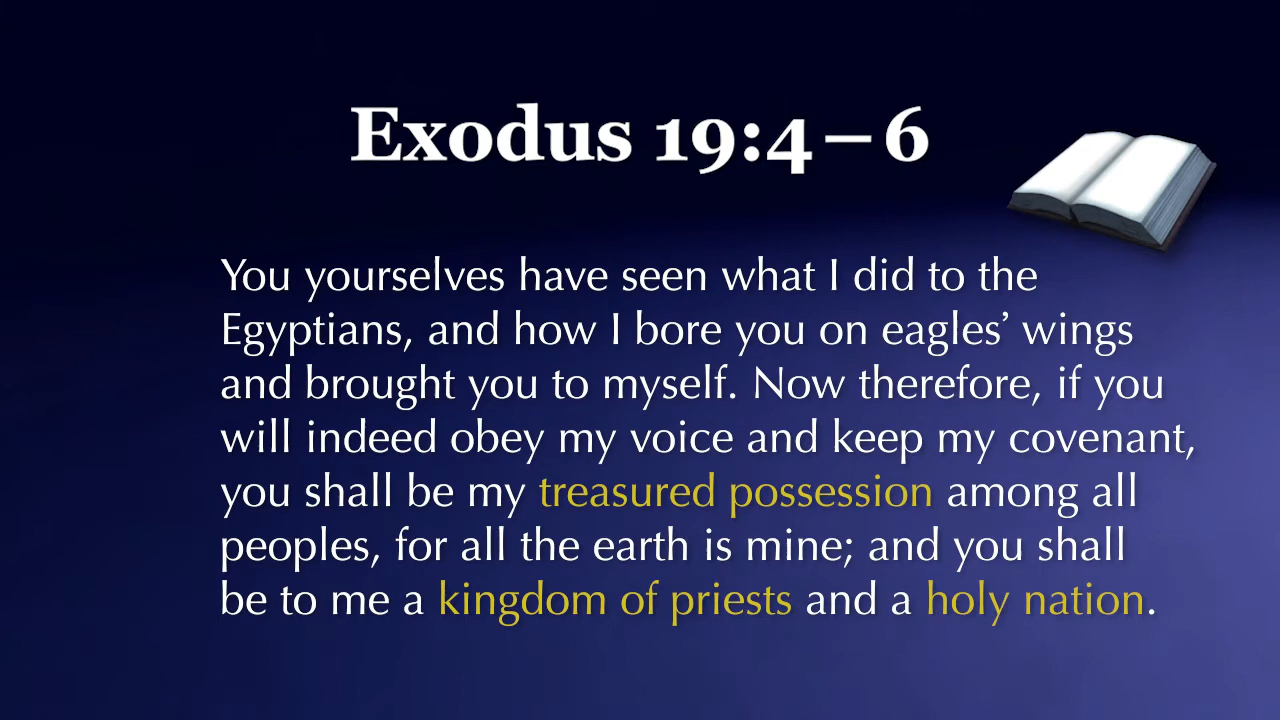 Exodus 19:4–6
You yourselves have seen what I did to the
Egyptians, and how I bore you on eagles’ wings
and brought you to myself. Now therefore, if you
will indeed obey my voice and keep my covenant,
you shall be my treasured possession among all
peoples, for all the earth is mine; and you shall
be to me a kingdom of priests and a holy nation.